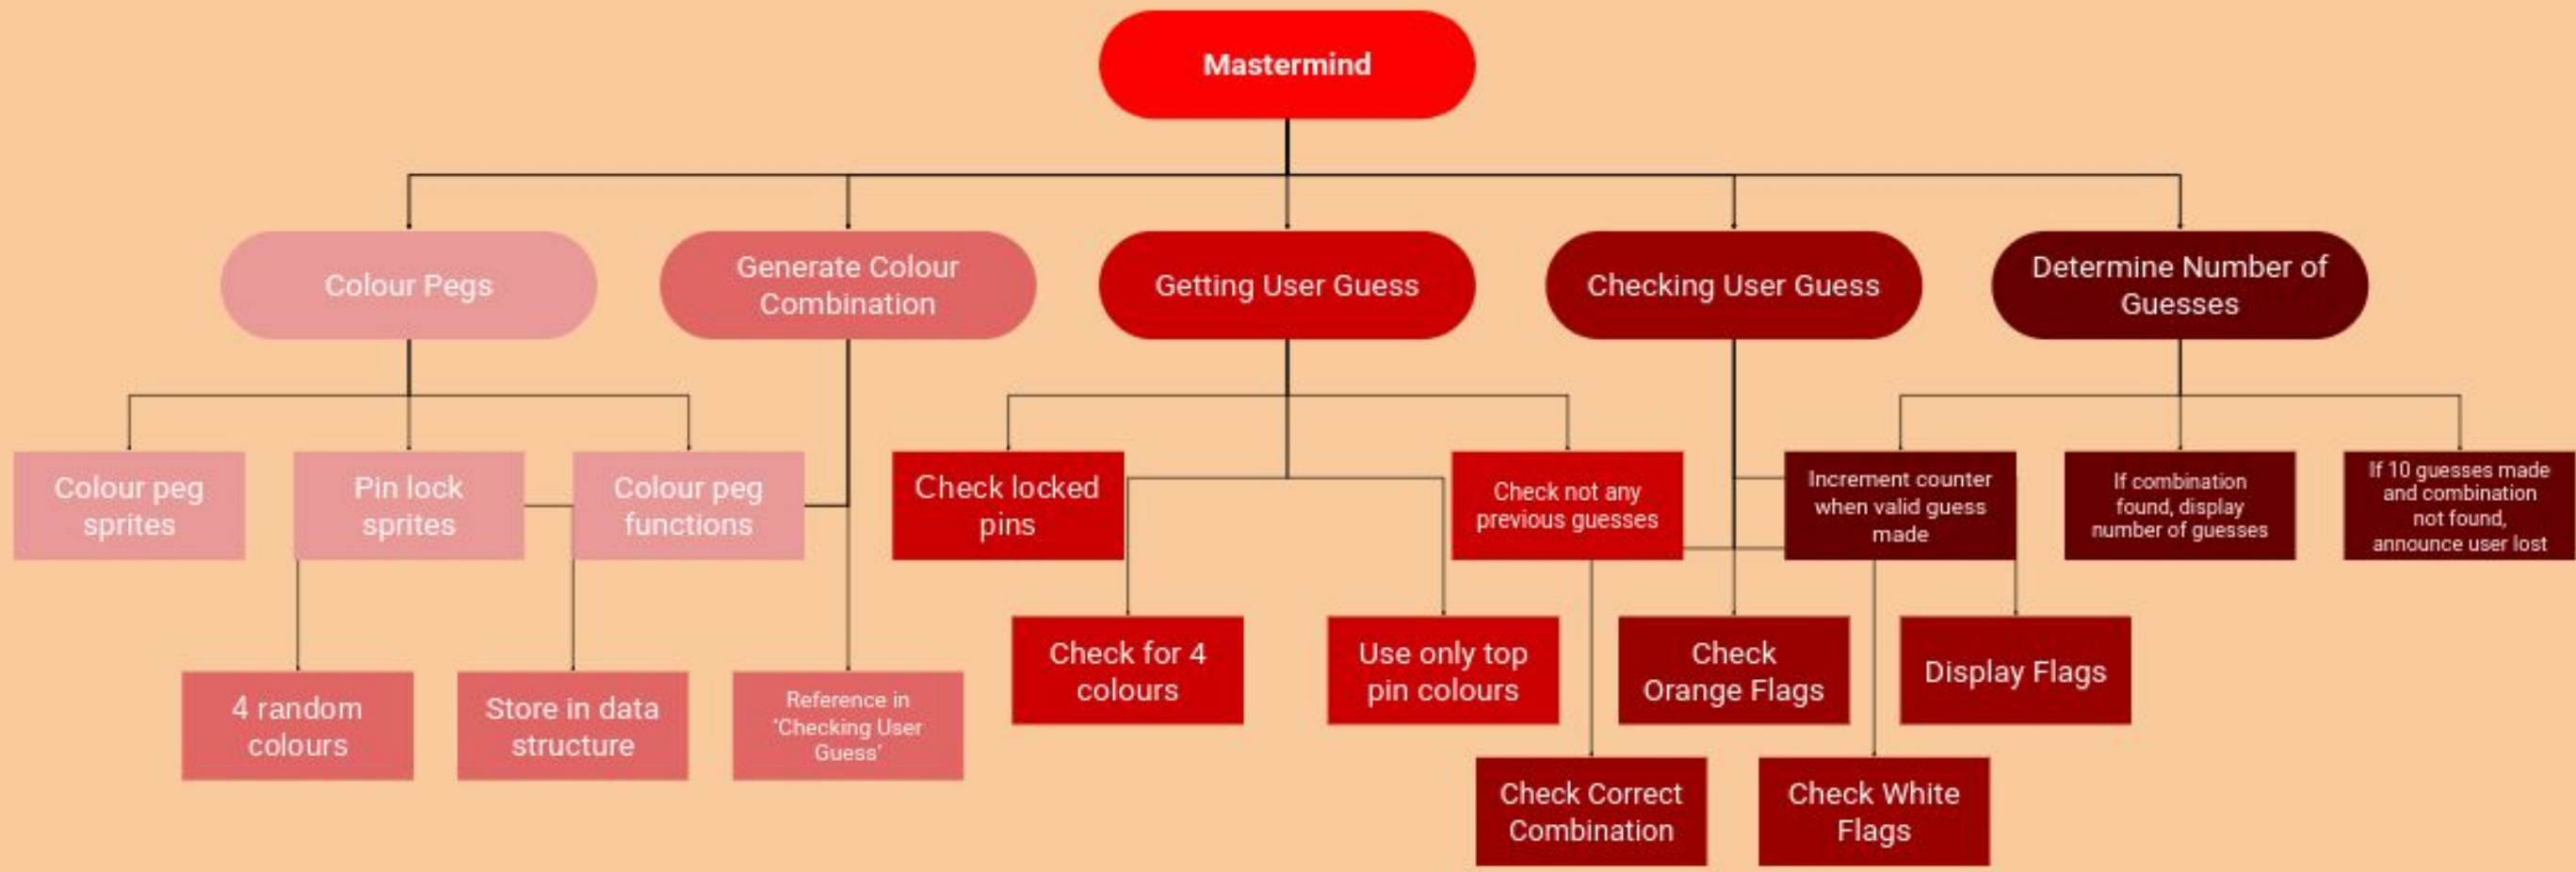 Mastermind
Colour Pegs
Generate Colour
Combination
Getting User Guess
Checking User Guess
Determine Number of
Guesses
Colour peg
sprites
Pin lock
sprites
Colour peg
functions
Check locked
pins
Check not any
previous guesses
Increment counter
when valid guess
made
If combination
found, display
number of guesses
If 10 guesses made
and combination
not found,
announce user lost
4 random
colours
Store in data
structure
Reference in
'Checking User
Guess'
Check for 4
colours
Use only top
pin colours
Check
Orange Flags
Display Flags
Check Correct
Combination
Check White
Flags